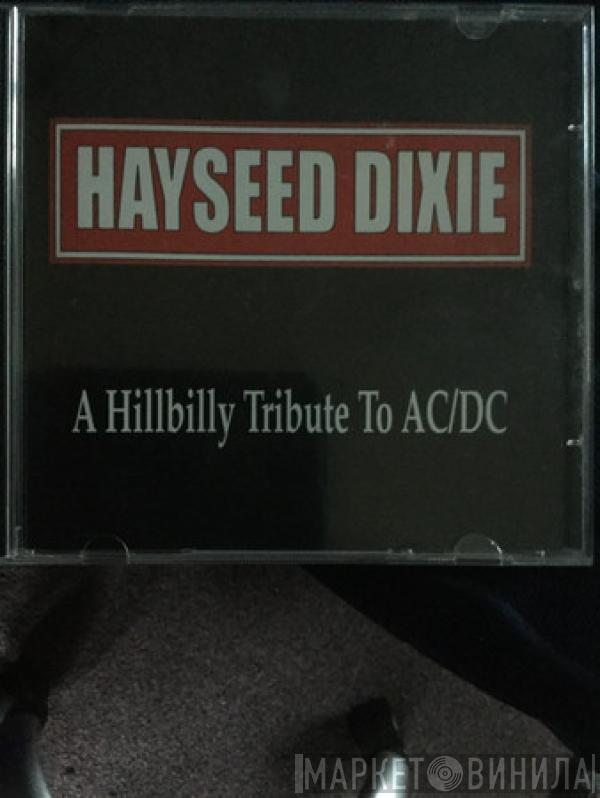 HAYSEED DIXIE
A Hillbilly Tribute To AC/DC
МАРКЕТ ВИНИЛА